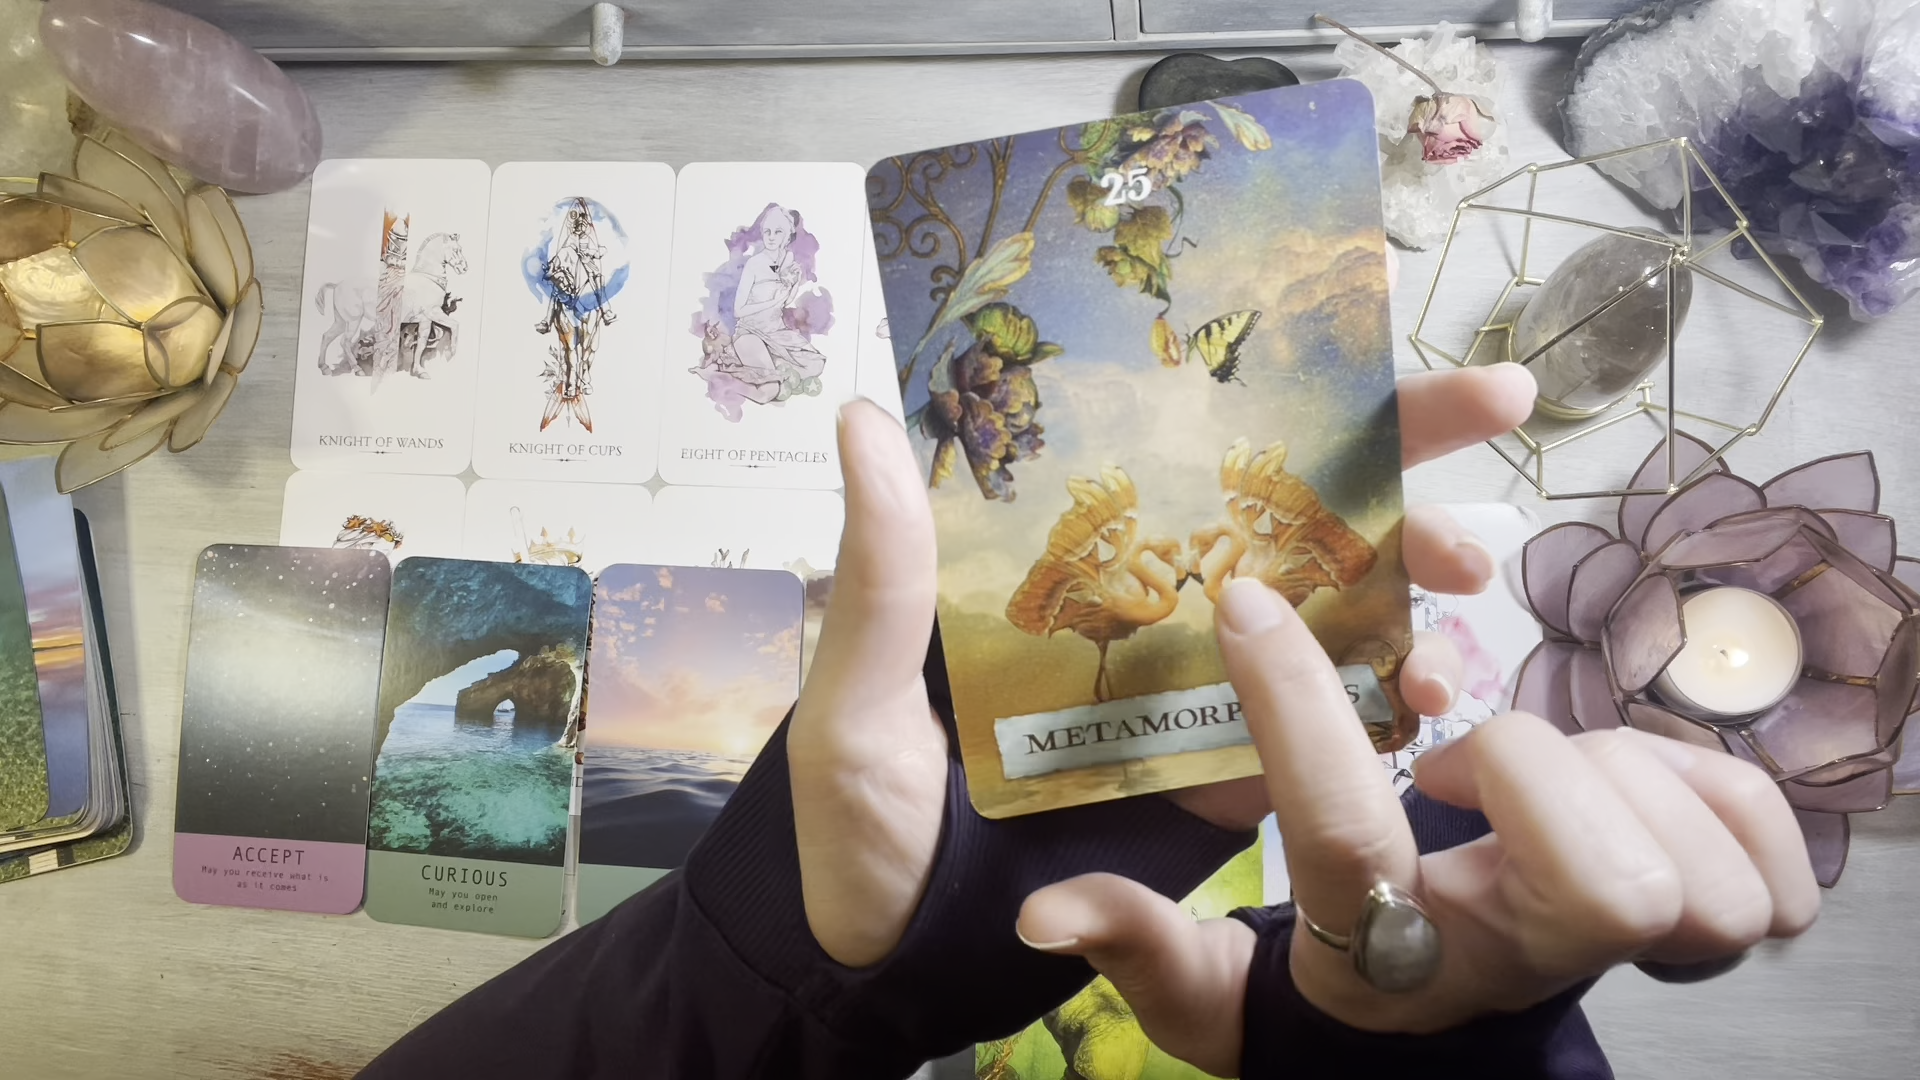 25
KNIGHT OF WANDS
KNIGHT OF CUPS
EIGHT OF PENTACLES
METAMORP S
ACCEPT
May you receive what is
as it comes
CURIOUS
May you open
and explore